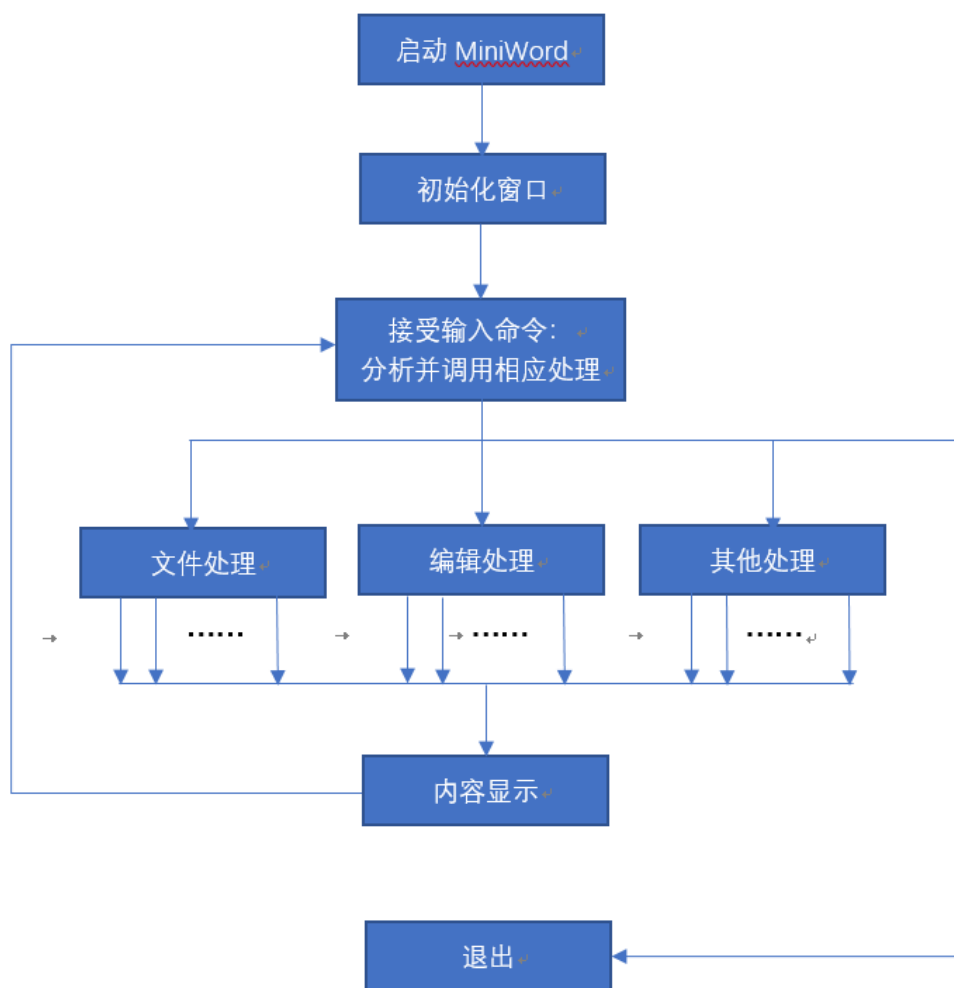 启动 MiniWord
初始化窗口
接受输入命令：
分析并调用相应处理
文件处理
编辑处理
其他处理
→ …… → → …… → ……
内容显示
退出